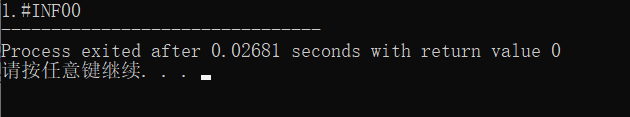 1.#INF00
--------------------------------
Process exited after 0.02681 seconds with return value 0
请按任意键继续. . .